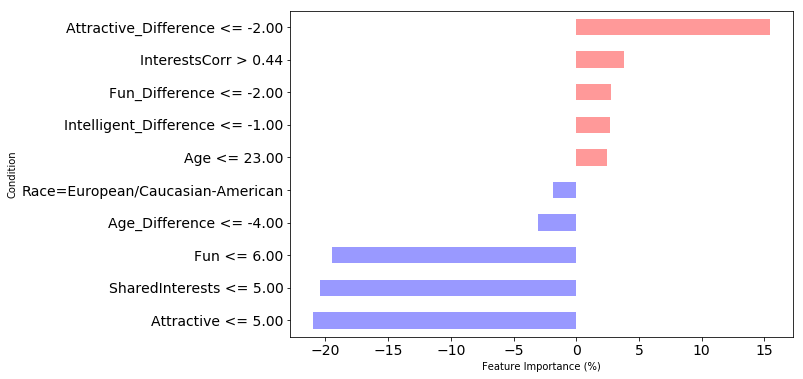 Attractive_Difference <= -2.00
InterestsCorr > 0.44
Fun_Difference <= -2.00
Intelligent_Difference <= -1.00
Age <= 23.00
Race=European/Caucasian-American
Age_Difference <= -4.00
Fun <= 6.00
SharedInterests <= 5.00
Attractive <= 5.00
Condition
−20 −15 −10 −5 0 5 10 15
Feature Importance (%)